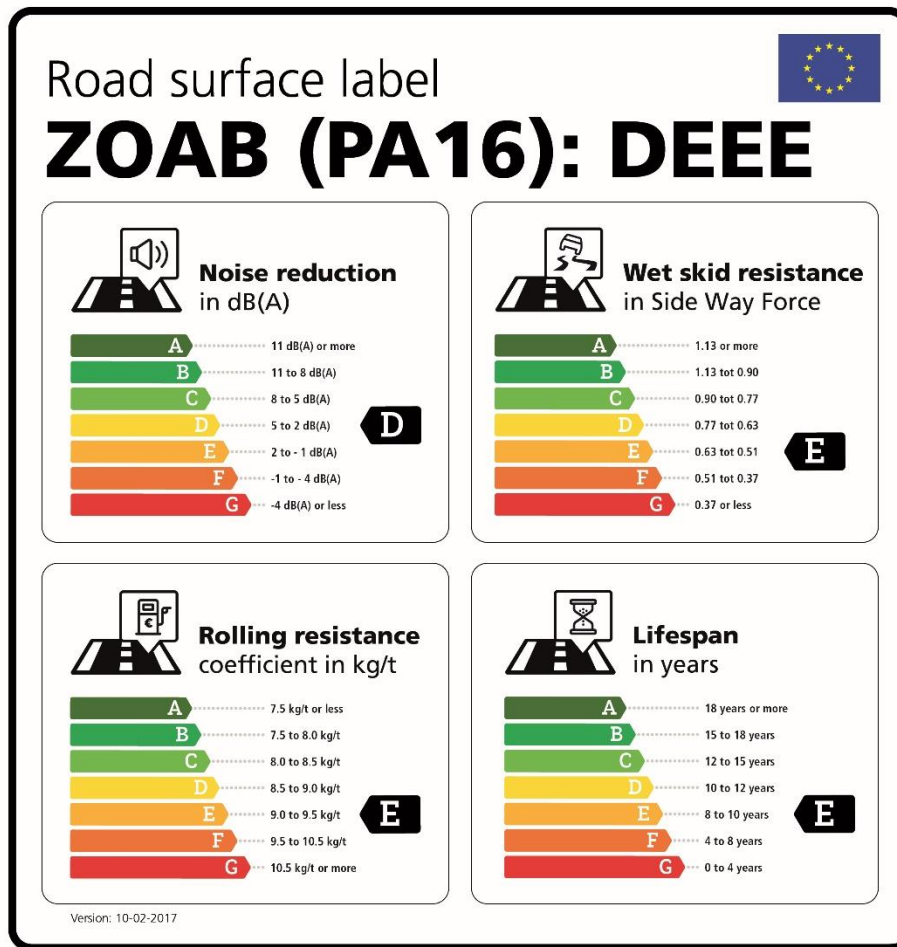 Road surface label
ZOAB (PA16): DEEE
Noise reduction
in dB(A)
A 11 dB(A) or more
B 11 to 8 dB(A)
C 8 to 5 dB(A)
D 5 to 2 dB(A) D
E 2 to - 1 dB(A)
F -1 to - 4 dB(A)
G -4 dB(A) or less
Wet skid resistance
in Side Way Force
A 1.13 or more
B 1.13 tot 0.90
C 0.90 tot 0.77
D 0.77 tot 0.63
E 0.63 tot 0.51 E
F 0.51 tot 0.37
G 0.37 or less
€
Rolling resistance
coefficient in kg/t
A 7.5 kg/t or less
B 7.5 to 8.0 kg/t
C 8.0 to 8.5 kg/t
D 8.5 to 9.0 kg/t
E 9.0 to 9.5 kg/t E
F 9.5 to 10.5 kg/t
G 10.5 kg/t or more
Lifespan
in years
A 18 years or more
B 15 to 18 years
C 12 to 15 years
D 10 to 12 years
E 8 to 10 years E
F 4 to 8 years
G 0 to 4 years
Version: 10-02-2017